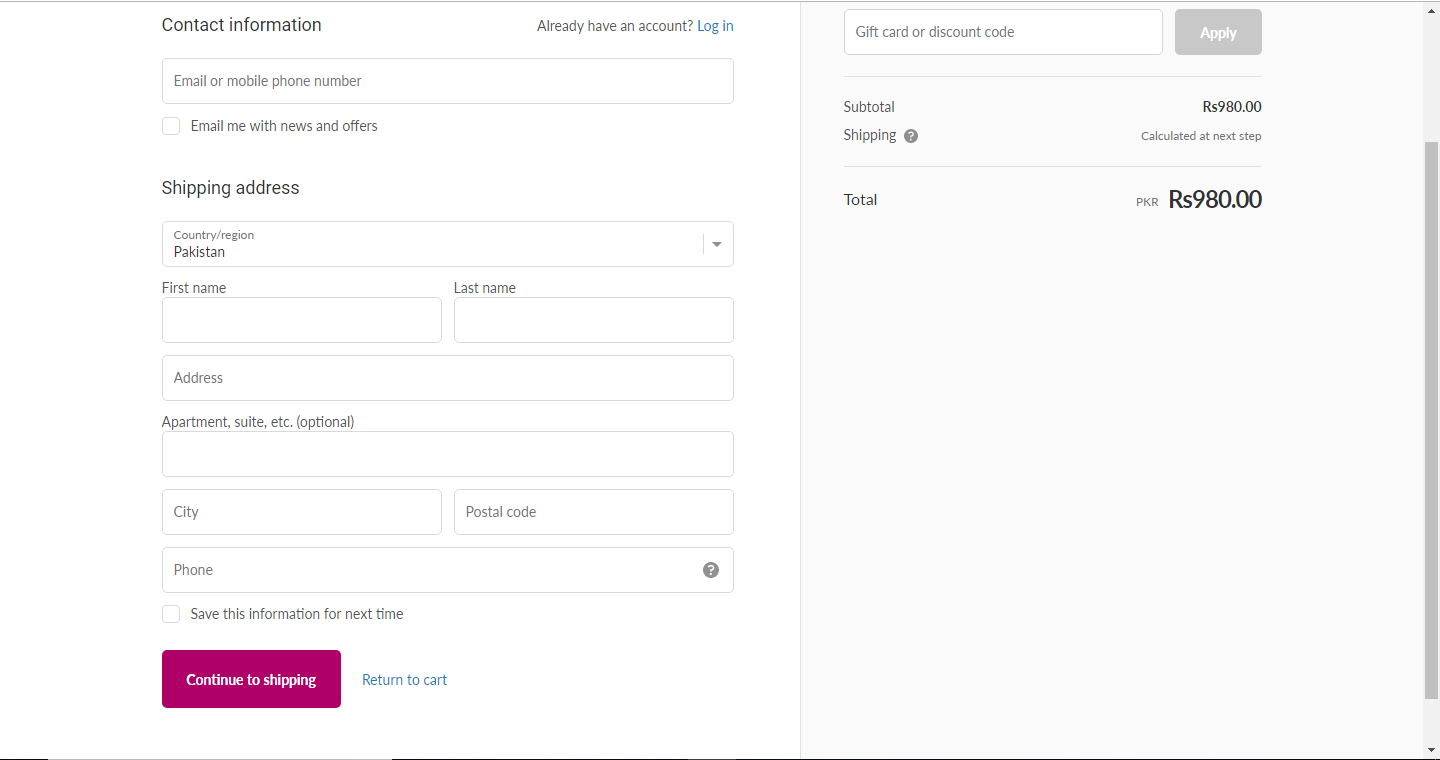 Contact information
Already have an account? Log in
Email or mobile phone number
Email me with news and offers
Shipping address
Country/region
Pakistan
First name
Last name
Address
Apartment, suite, etc. (optional)
City
Postal code
Phone
?
Save this information for next time
Continue to shipping
Return to cart
Gift card or discount code
Apply
Subtotal
Rs980.00
Shipping ?
Calculated at next step
Total
PKR Rs980.00